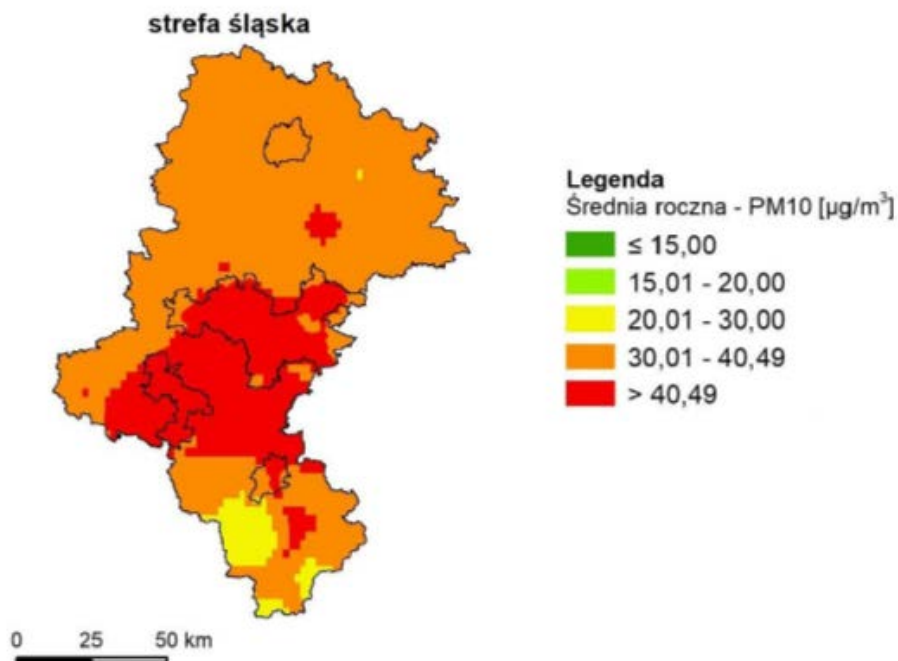 strefa śląska
Legenda
Średnia roczna - PM10 [µg/m³]
≤ 15,00
15,01 - 20,00
20,01 - 30,00
30,01 - 40,49
> 40,49
0 25 50 km